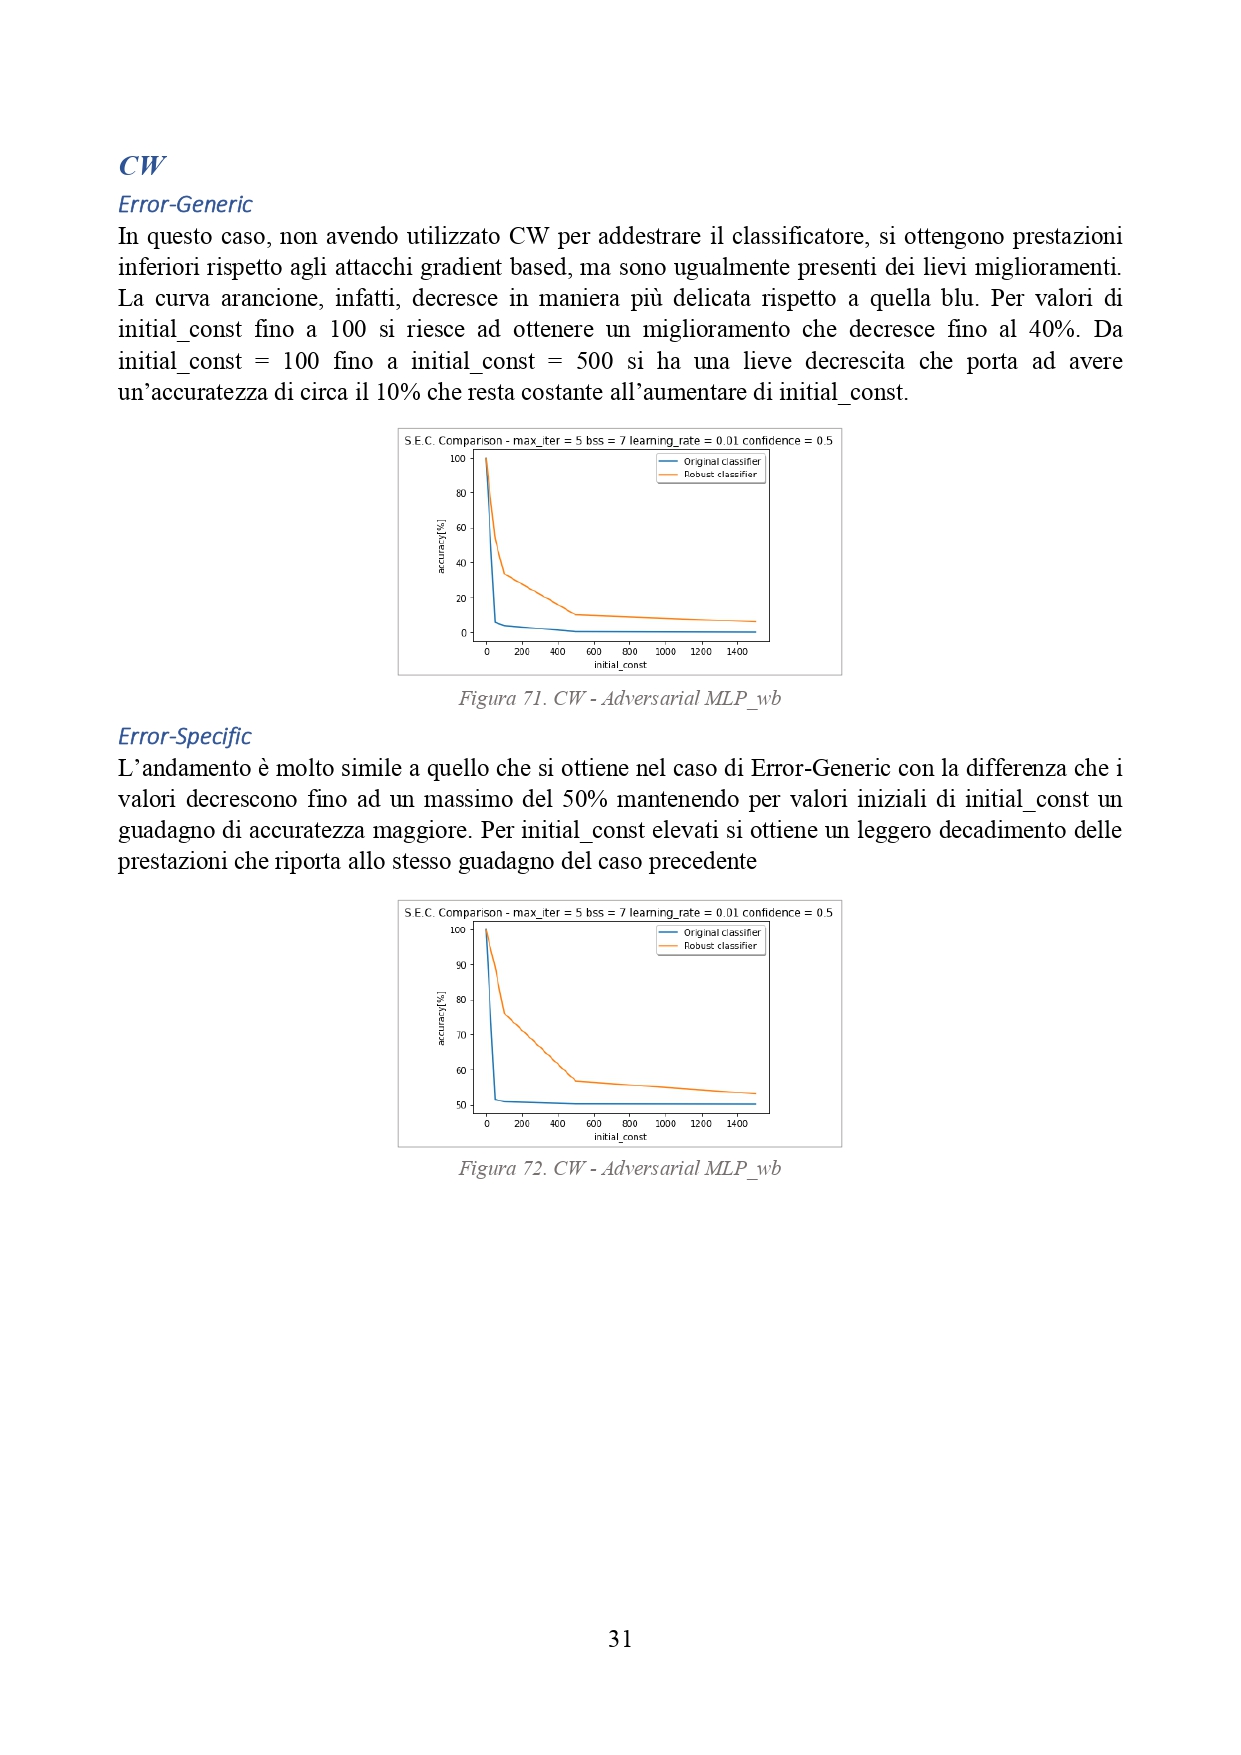 CW
Error-Generic
In questo caso, non avendo utilizzato CW per addestrare il classificatore, si ottengono prestazioni
inferiori rispetto agli attacchi gradient based, ma sono ugualmente presenti dei lievi miglioramenti.
La curva arancione, infatti, decresce in maniera più delicata rispetto a quella blu. Per valori di
initial_const fino a 100 si riesce ad ottenere un miglioramento che decresce fino al 40%. Da
initial_const = 100 fino a initial_const = 500 si ha una lieve decrescita che porta ad avere
un’accuratezza di circa il 10% che resta costante all’aumentare di initial_const.
S.E.C. Comparison - max_iter = 5 bss = 7 learning_rate = 0.01 confidence = 0.5
Original classifier
Robust classifier
100
80
60
40
20
0
accuracy[%]
0 200 400 600 800 1000 1200 1400
initial_const
Figura 71. CW - Adversarial MLP_wb
Error-Specific
L’andamento è molto simile a quello che si ottiene nel caso di Error-Generic con la differenza che i
valori decrescono fino ad un massimo del 50% mantenendo per valori iniziali di initial_const un
guadagno di accuratezza maggiore. Per initial_const elevati si ottiene un leggero decadimento delle
prestazioni che riporta allo stesso guadagno del caso precedente
S.E.C. Comparison - max_iter = 5 bss = 7 learning_rate = 0.01 confidence = 0.5
Original classifier
Robust classifier
100
90
80
70
60
50
accuracy[%]
0 200 400 600 800 1000 1200 1400
initial_const
Figura 72. CW - Adversarial MLP_wb
31